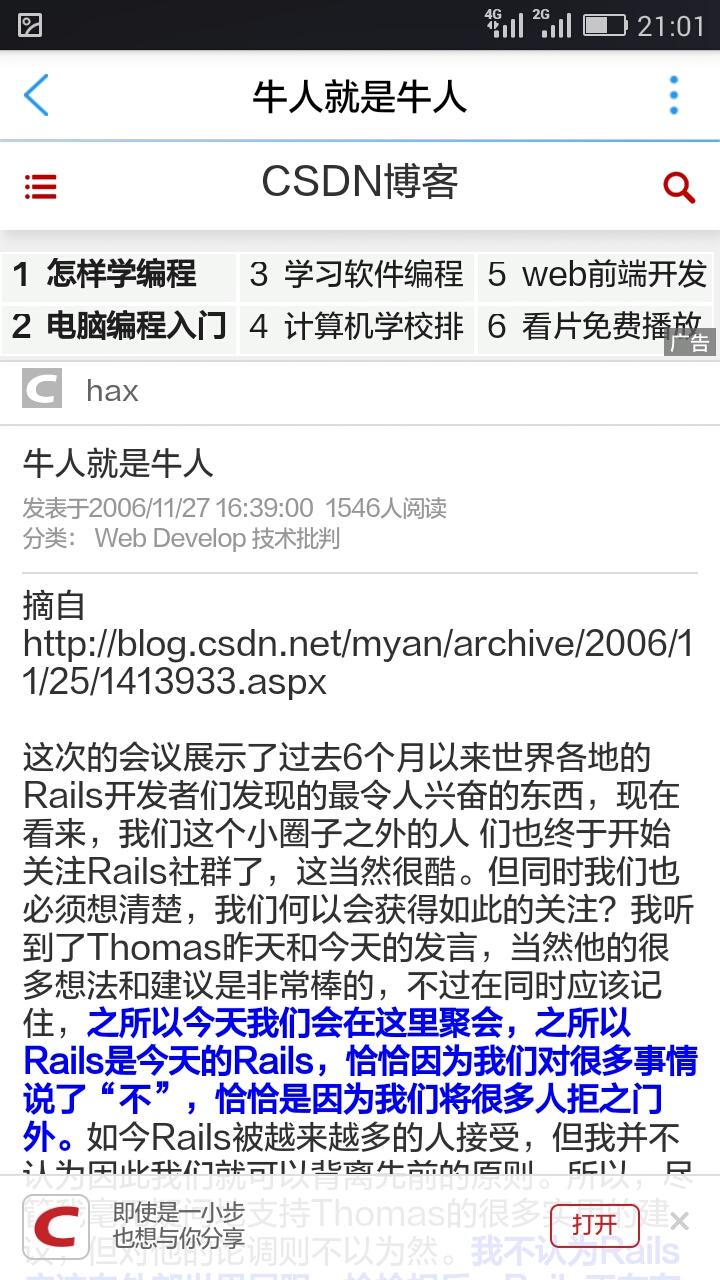 4G 2G 21:01
牛人就是牛人
CSDN博客
1 怎样学编程 3 学习软件编程 5 web前端开发
2 电脑编程入门 4 计算机学校排 6 看片免费播放
广告
hax
牛人就是牛人
发表于2006/11/27 16:39:00 1546人阅读
分类： Web Develop 技术批判
摘自
http://blog.csdn.net/myan/archive/2006/1
1/25/1413933.aspx
这次的会议展示了过去6个月以来世界各地的
Rails开发者们发现的最令人兴奋的东西，现在
看来，我们这个小圈子之外的人 们也终于开始
关注Rails社群了，这当然很酷。但同时我们也
必须想清楚，我们何以会获得如此的关注？我听
到了Thomas昨天和今天的发言，当然他的很
多想法和建议是非常棒的，不过在同时应该记
住，之所以今天我们会在这里聚会，之所以
Rails是今天的Rails，恰恰因为我们对很多事情
说了“不”，恰恰是因为我们将很多人拒之门
外。如今Rails被越来越多的人接受，但我并不
认为因此我们就可以背离先前的原则。所以，尽
支持Thomas的很多实用的建
议，但对他的论调则不以为然。我不认为Rails
即使是一小步
也想与你分享
打开